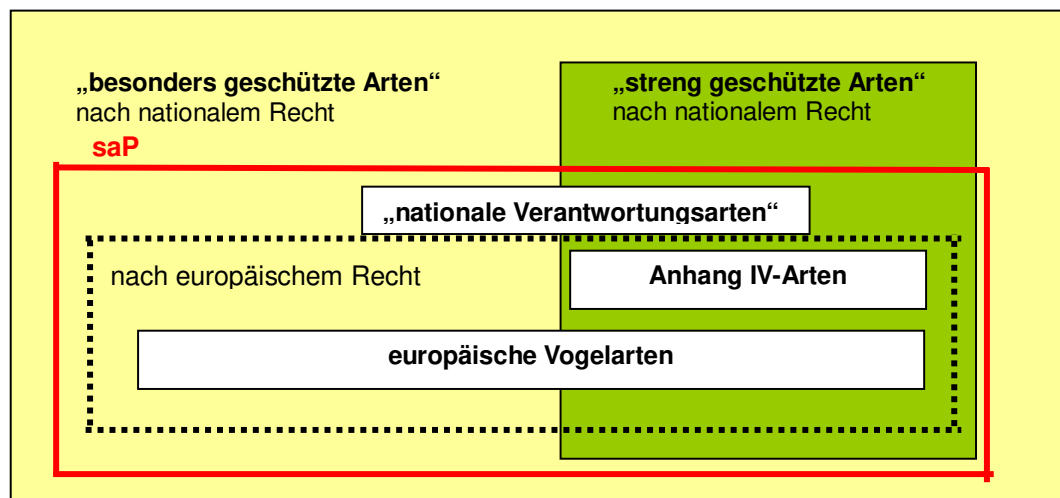 „besonders geschützte Arten“
nach nationalem Recht
„streng geschützte Arten“
nach nationalem Recht
saP
„nationale Verantwortungsarten“
nach europäischem Recht
Anhang IV-Arten
europäische Vogelarten